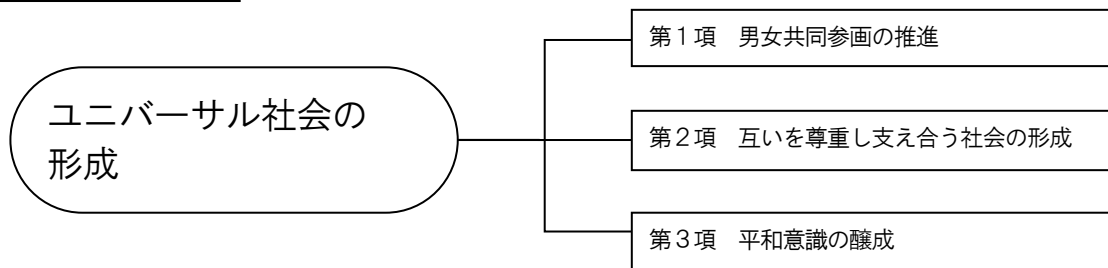 ユニバーサル社会の
形成
第1項　男女共同参画の推進
第2項　互いを尊重し支え合う社会の形成
第3項　平和意識の醸成